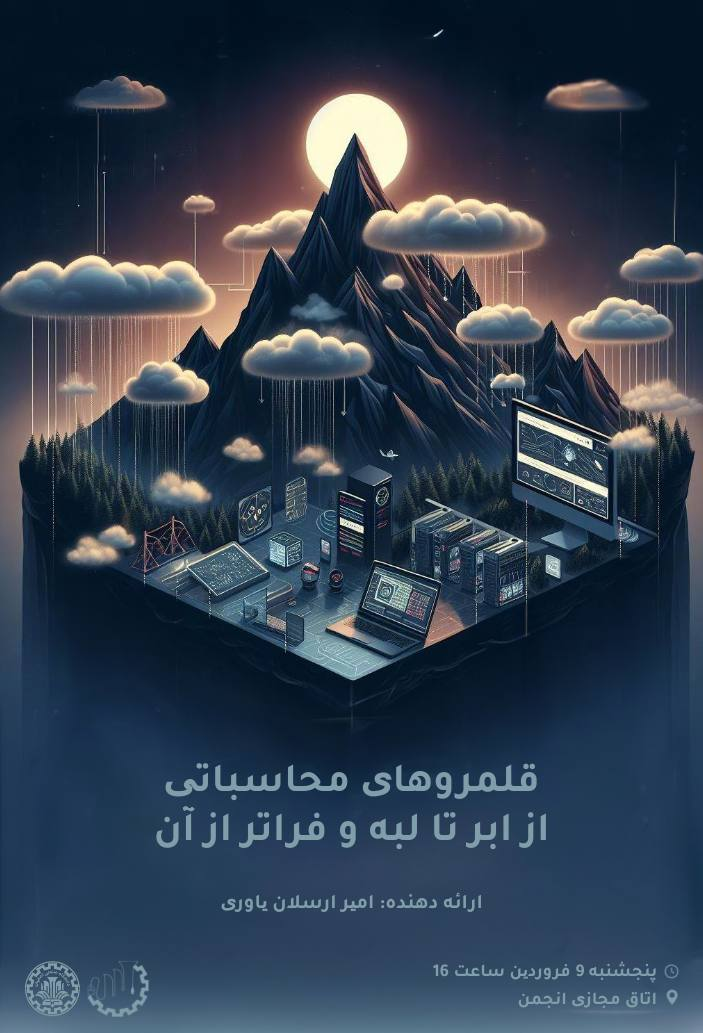 قلمروهای محاسباتی
از ابر تا لبه و فراتر از آن
ارائه دهنده: امیر ارسلان یاوری
پنجشنبه 9 فروردین ساعت 16
اتاق مجازی انجمن